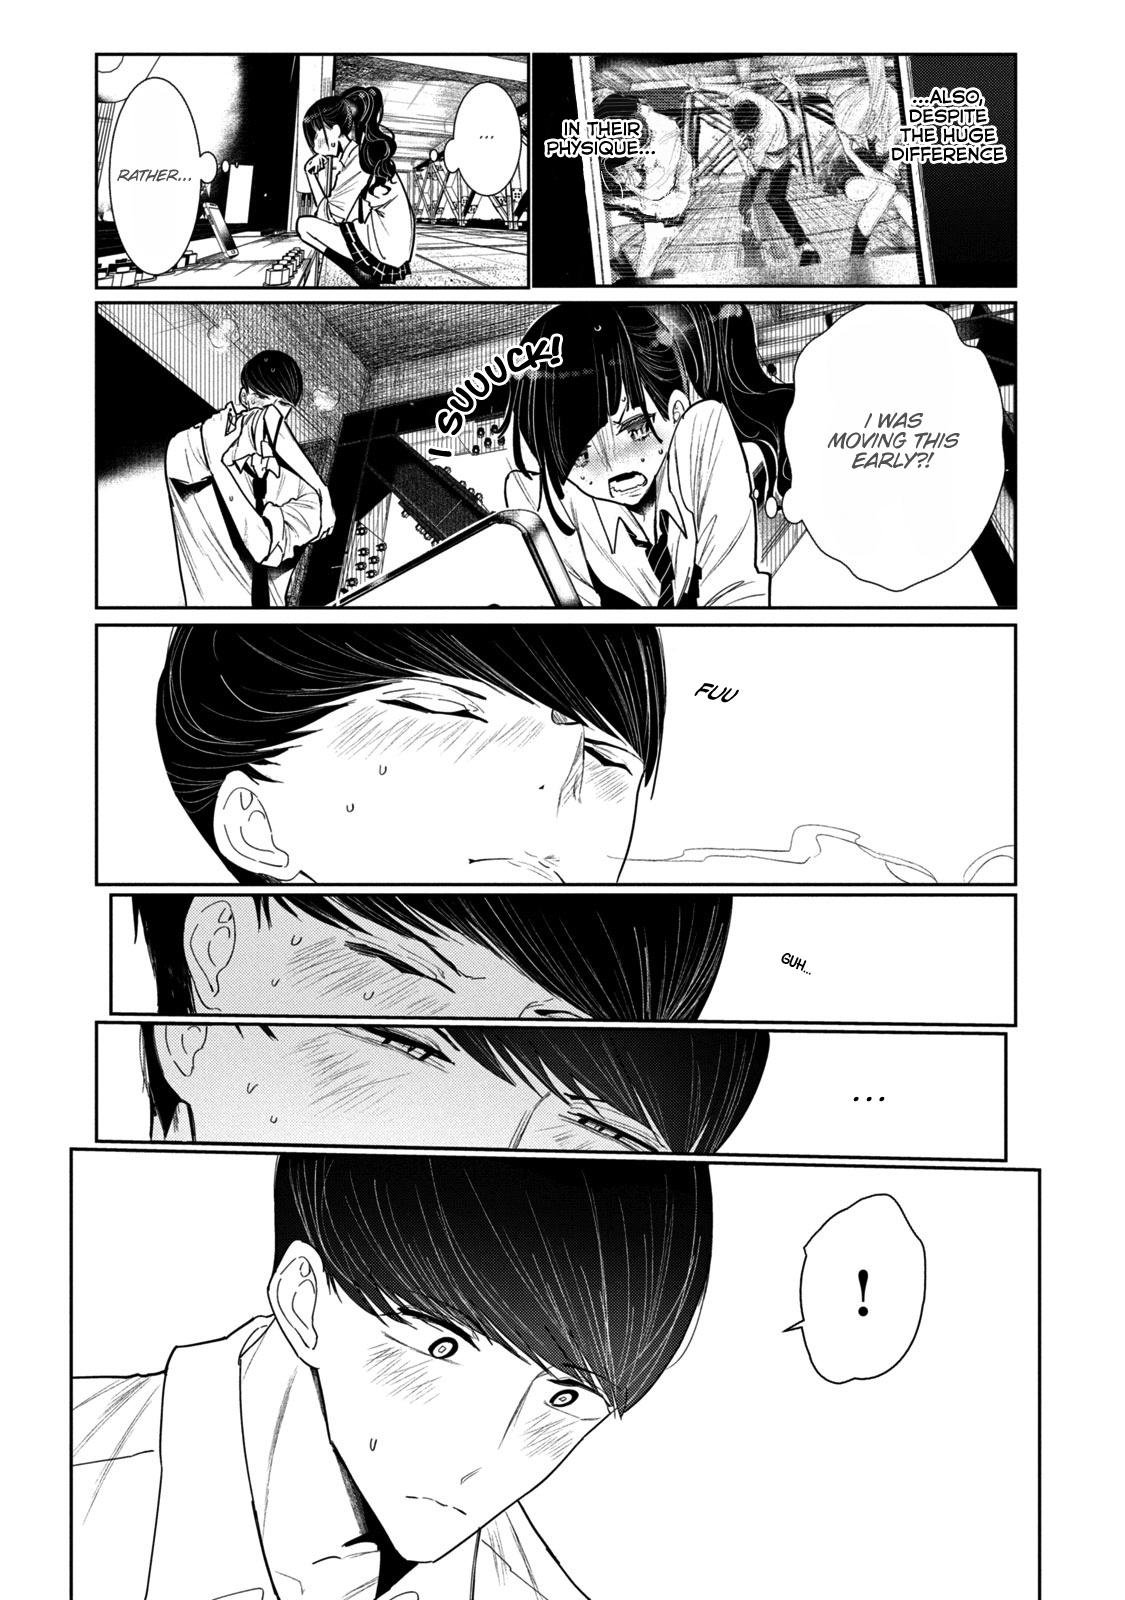 ...ALSO,
DESPITE
THE HUGE
DIFFERENCE
IN THEIR
PHYSIQUE...
...
RATHER...
I WAS
MOVING THIS
EARLY?!
I SUUUCK!
FUU
GUH...
...
!